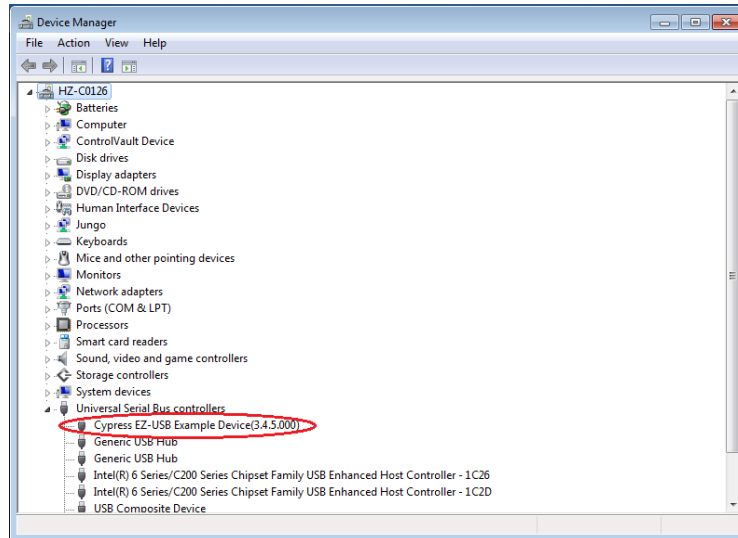 Device Manager
File Action View Help
HZ-C0126
Batteries
Computer
ControlVault Device
Disk drives
Display adapters
DVD/CD-ROM drives
Human Interface Devices
Jungo
Keyboards
Mice and other pointing devices
Monitors
Network adapters
Ports (COM & LPT)
Processors
Smart card readers
Sound, video and game controllers
Storage controllers
System devices
Universal Serial Bus controllers
Cypress EZ-USB Example Device(3.4.5.000)
Generic USB Hub
Generic USB Hub
Intel(R) 6 Series/C200 Series Chipset Family USB Enhanced Host Controller - 1C26
Intel(R) 6 Series/C200 Series Chipset Family USB Enhanced Host Controller - 1C2D
USB Composite Device